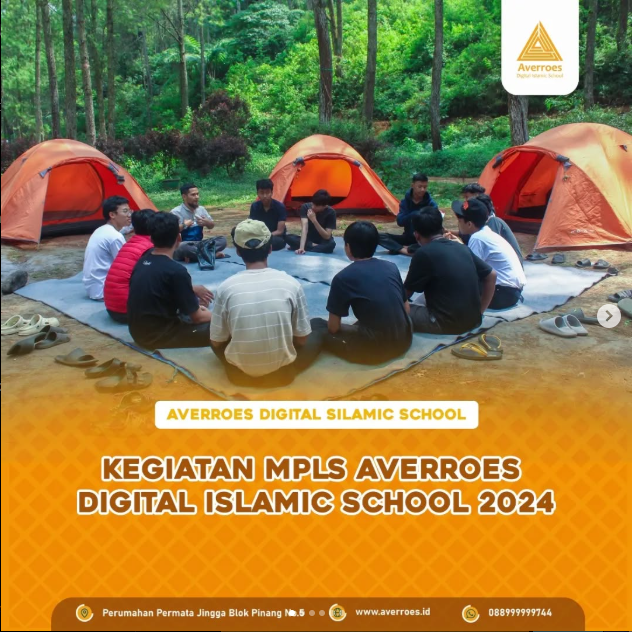 Averroes
Digital Islamic School
AVERROES DIGITAL SILAMIC SCHOOL
KEGIATAN MPLS AVERROES
DIGITAL ISLAMIC SCHOOL 2024
Perumahan Permata Jingga Blok Pinang No.5
www.averroes.id
088999999744